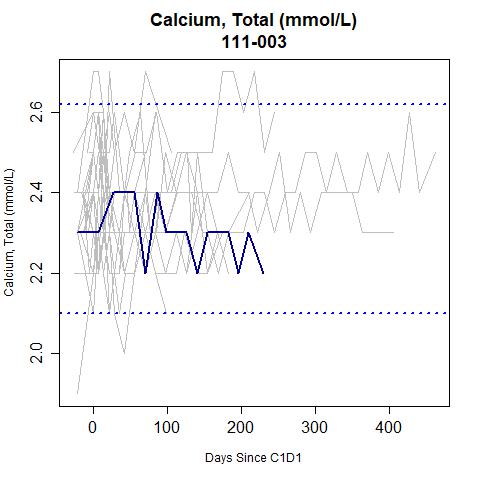 Calcium, Total (mmol/L)
111-003
Calcium, Total (mmol/L)
2.6
2.4
2.2
2.0
0 100 200 300 400
Days Since C1D1